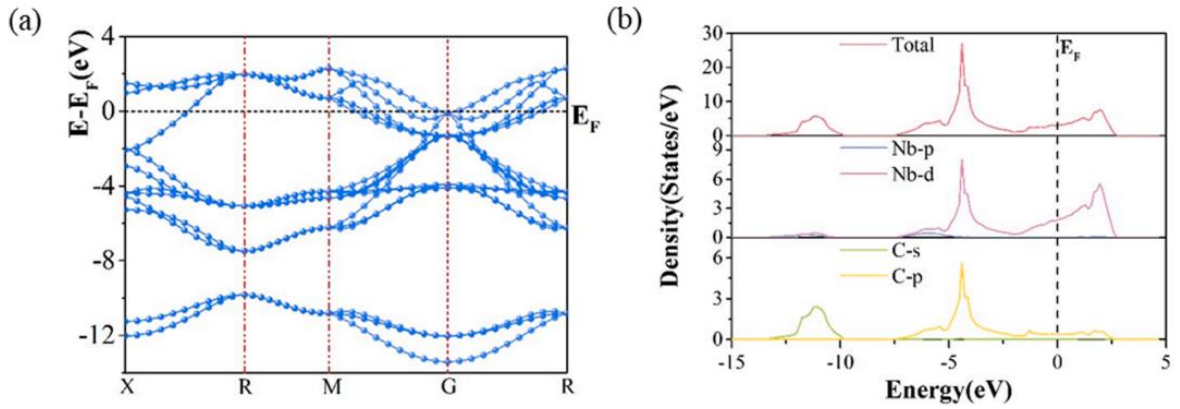 (a)
E-E_F(eV)
4
0
-4
-8
-12
E_F
X R M G R
(b)
Density(States/eV)
30
20
10
0
Total
E_F
9
6
3
0
Nb-p
Nb-d
6
3
0
C-s
C-p
-15 -10 -5 0 5
Energy(eV)